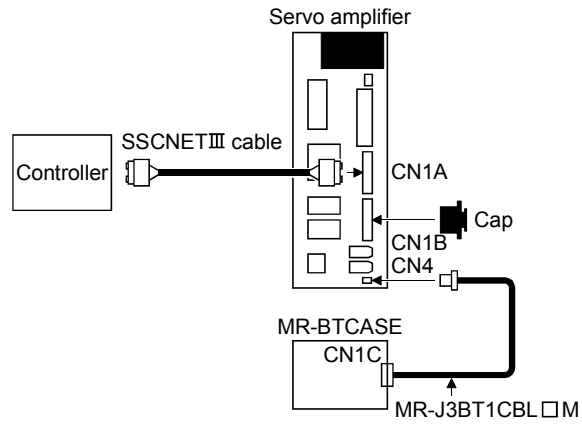 Servo amplifier
SSCNETⅢ cable
Controller
CN1A
Cap
CN1B
CN4
MR-BTCASE
CN1C
MR-J3BT1CBL□M